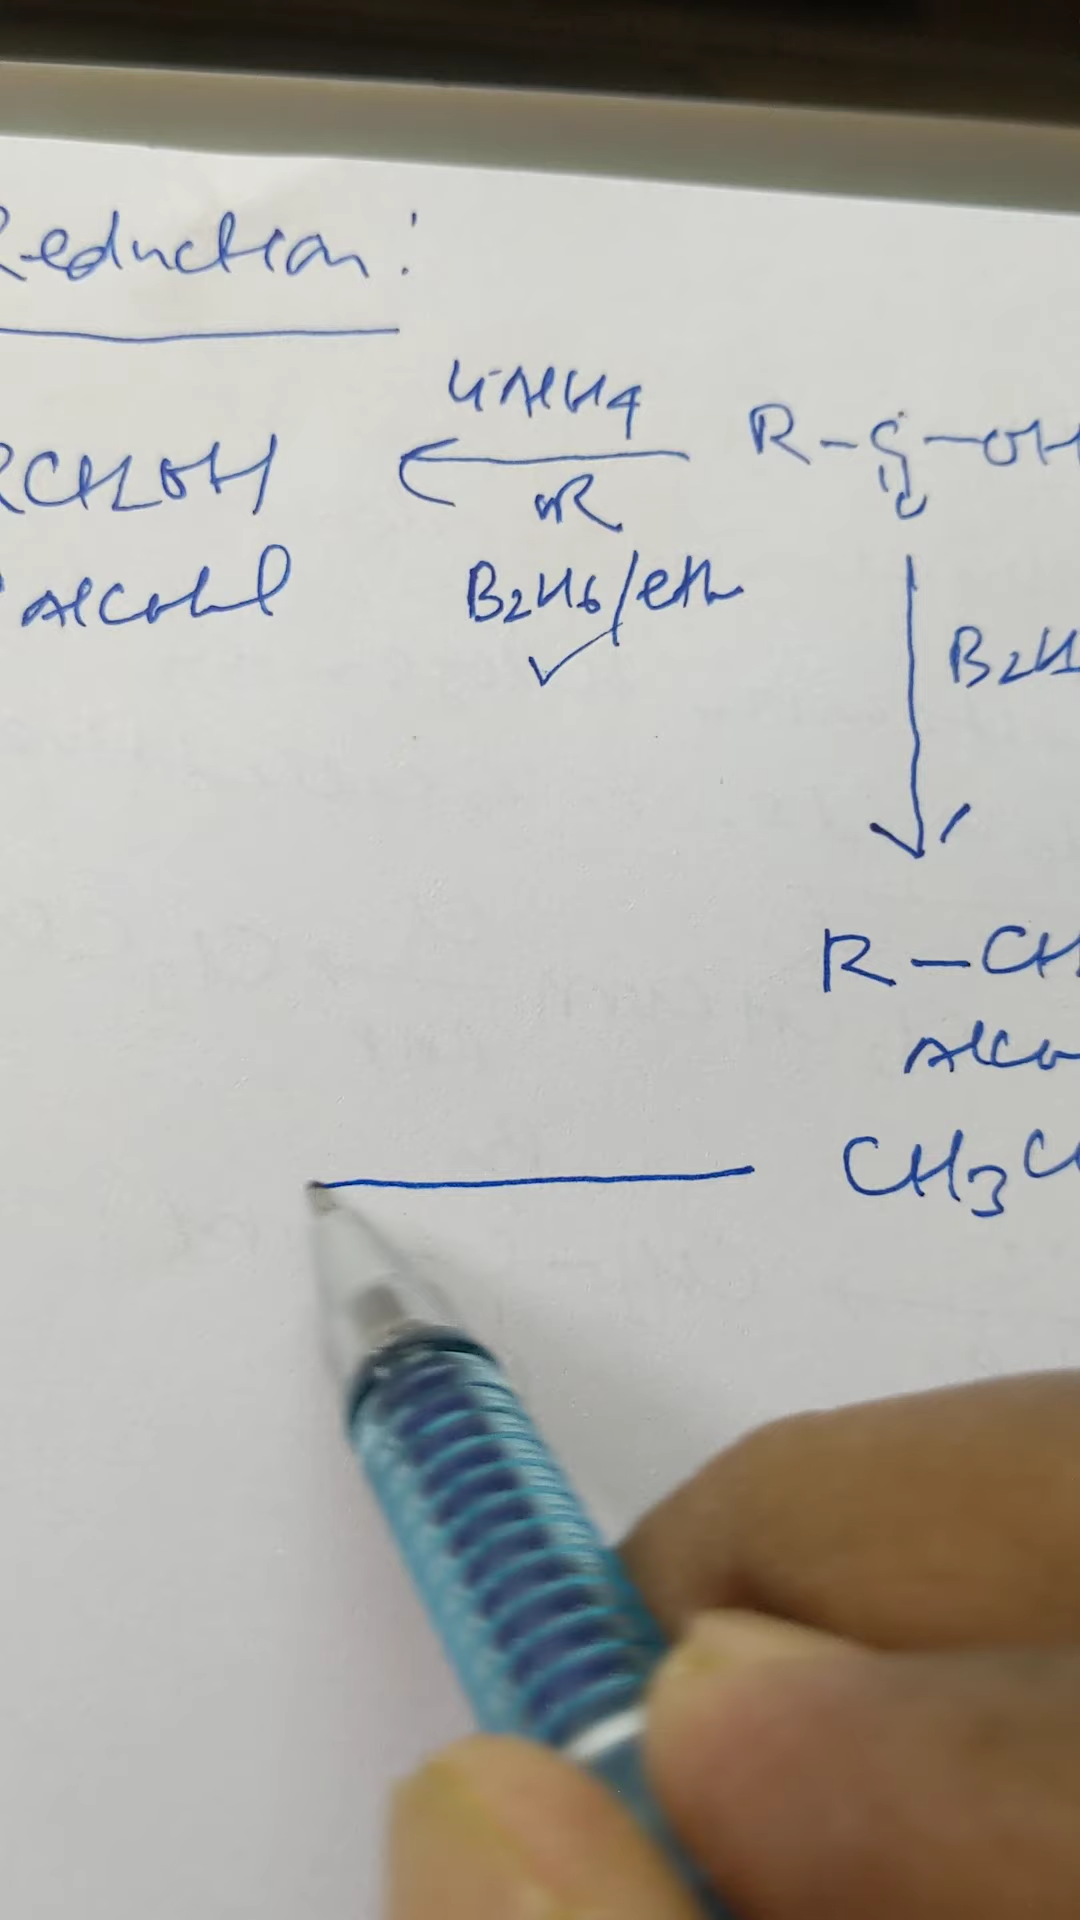 Reduction:
LiAlH4
RCH2OH
R-C-OH
OR
O
Alcohol
B2H6/eth
B2H
R-CH
Alco
CH3C